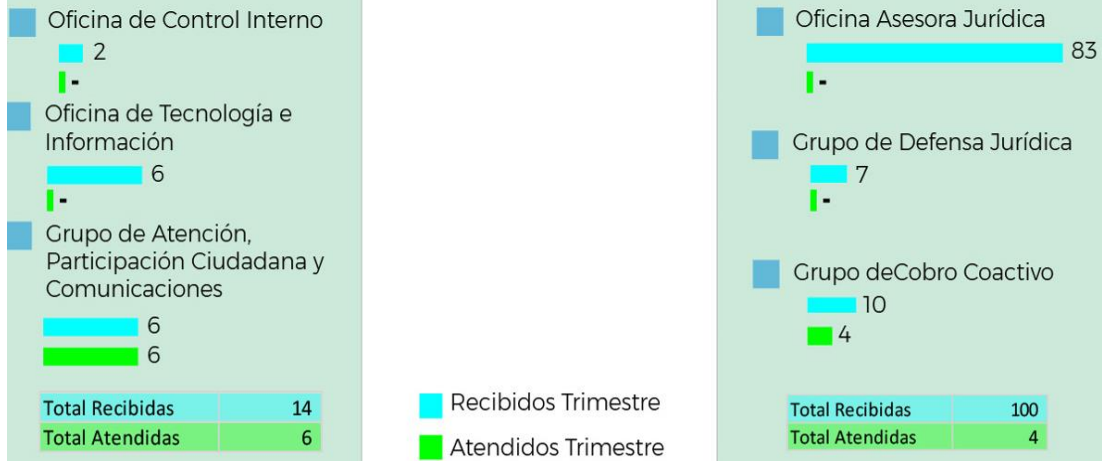 Oficina de Control Interno
2
-
Oficina de Tecnología e
Información
6
-
Grupo de Atención,
Participación Ciudadana y
Comunicaciones
6
6
Total Recibidas 14
Total Atendidas 6
Recibidos Trimestre
Atendidos Trimestre
Oficina Asesora Jurídica
83
-
Grupo de Defensa Jurídica
7
-
Grupo deCobro Coactivo
10
4
Total Recibidas 100
Total Atendidas 4